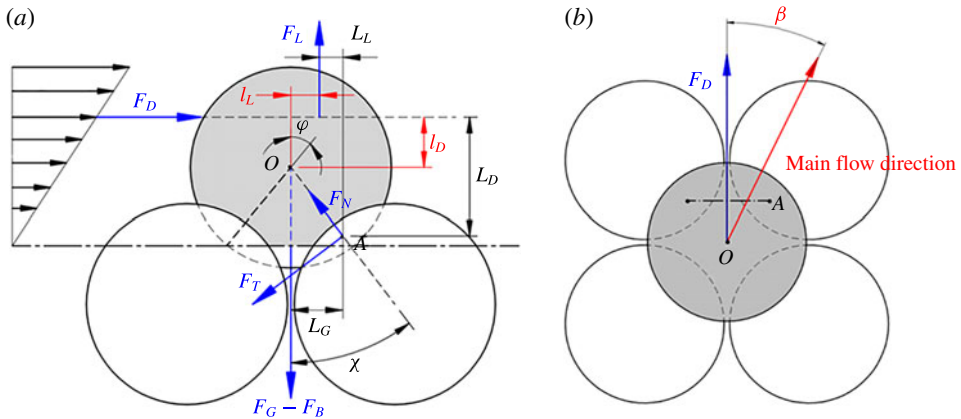 (a)
F_L
L_L
F_D
l_L
φ
l_D
O
L_D
F_N
A
F_T
L_G
χ
F_G − F_B
(b)
β
F_D
Main flow direction
A
O